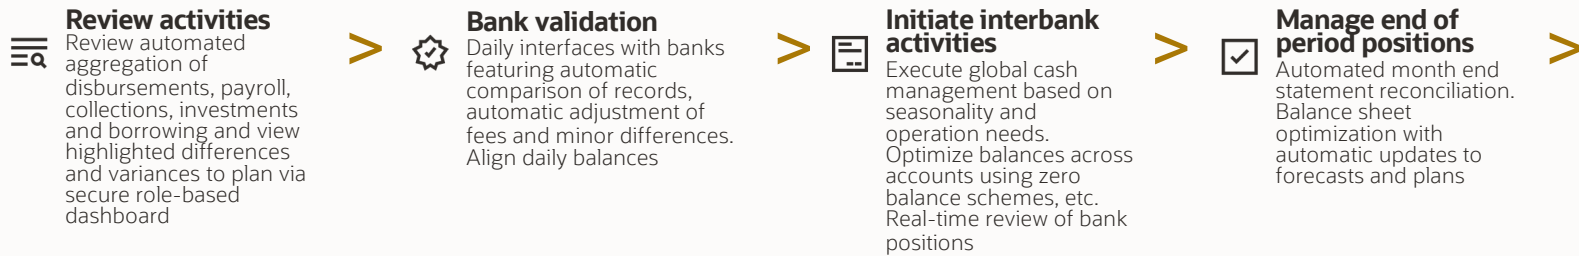 Review activities
Review automated
aggregation of
disbursements, payroll,
collections, investments
and borrowing and view
highlighted differences
and variances to plan via
secure role-based
dashboard
>
Bank validation
Daily interfaces with banks
featuring automatic
comparison of records,
automatic adjustment of
fees and minor differences.
Align daily balances
>
Initiate interbank
activities
Execute global cash
management based on
seasonality and
operation needs.
Optimize balances across
accounts using zero
balance schemes, etc.
Real-time review of bank
positions
>
Manage end of
period positions
Automated month end
statement reconciliation.
Balance sheet
optimization with
automatic updates to
forecasts and plans
>